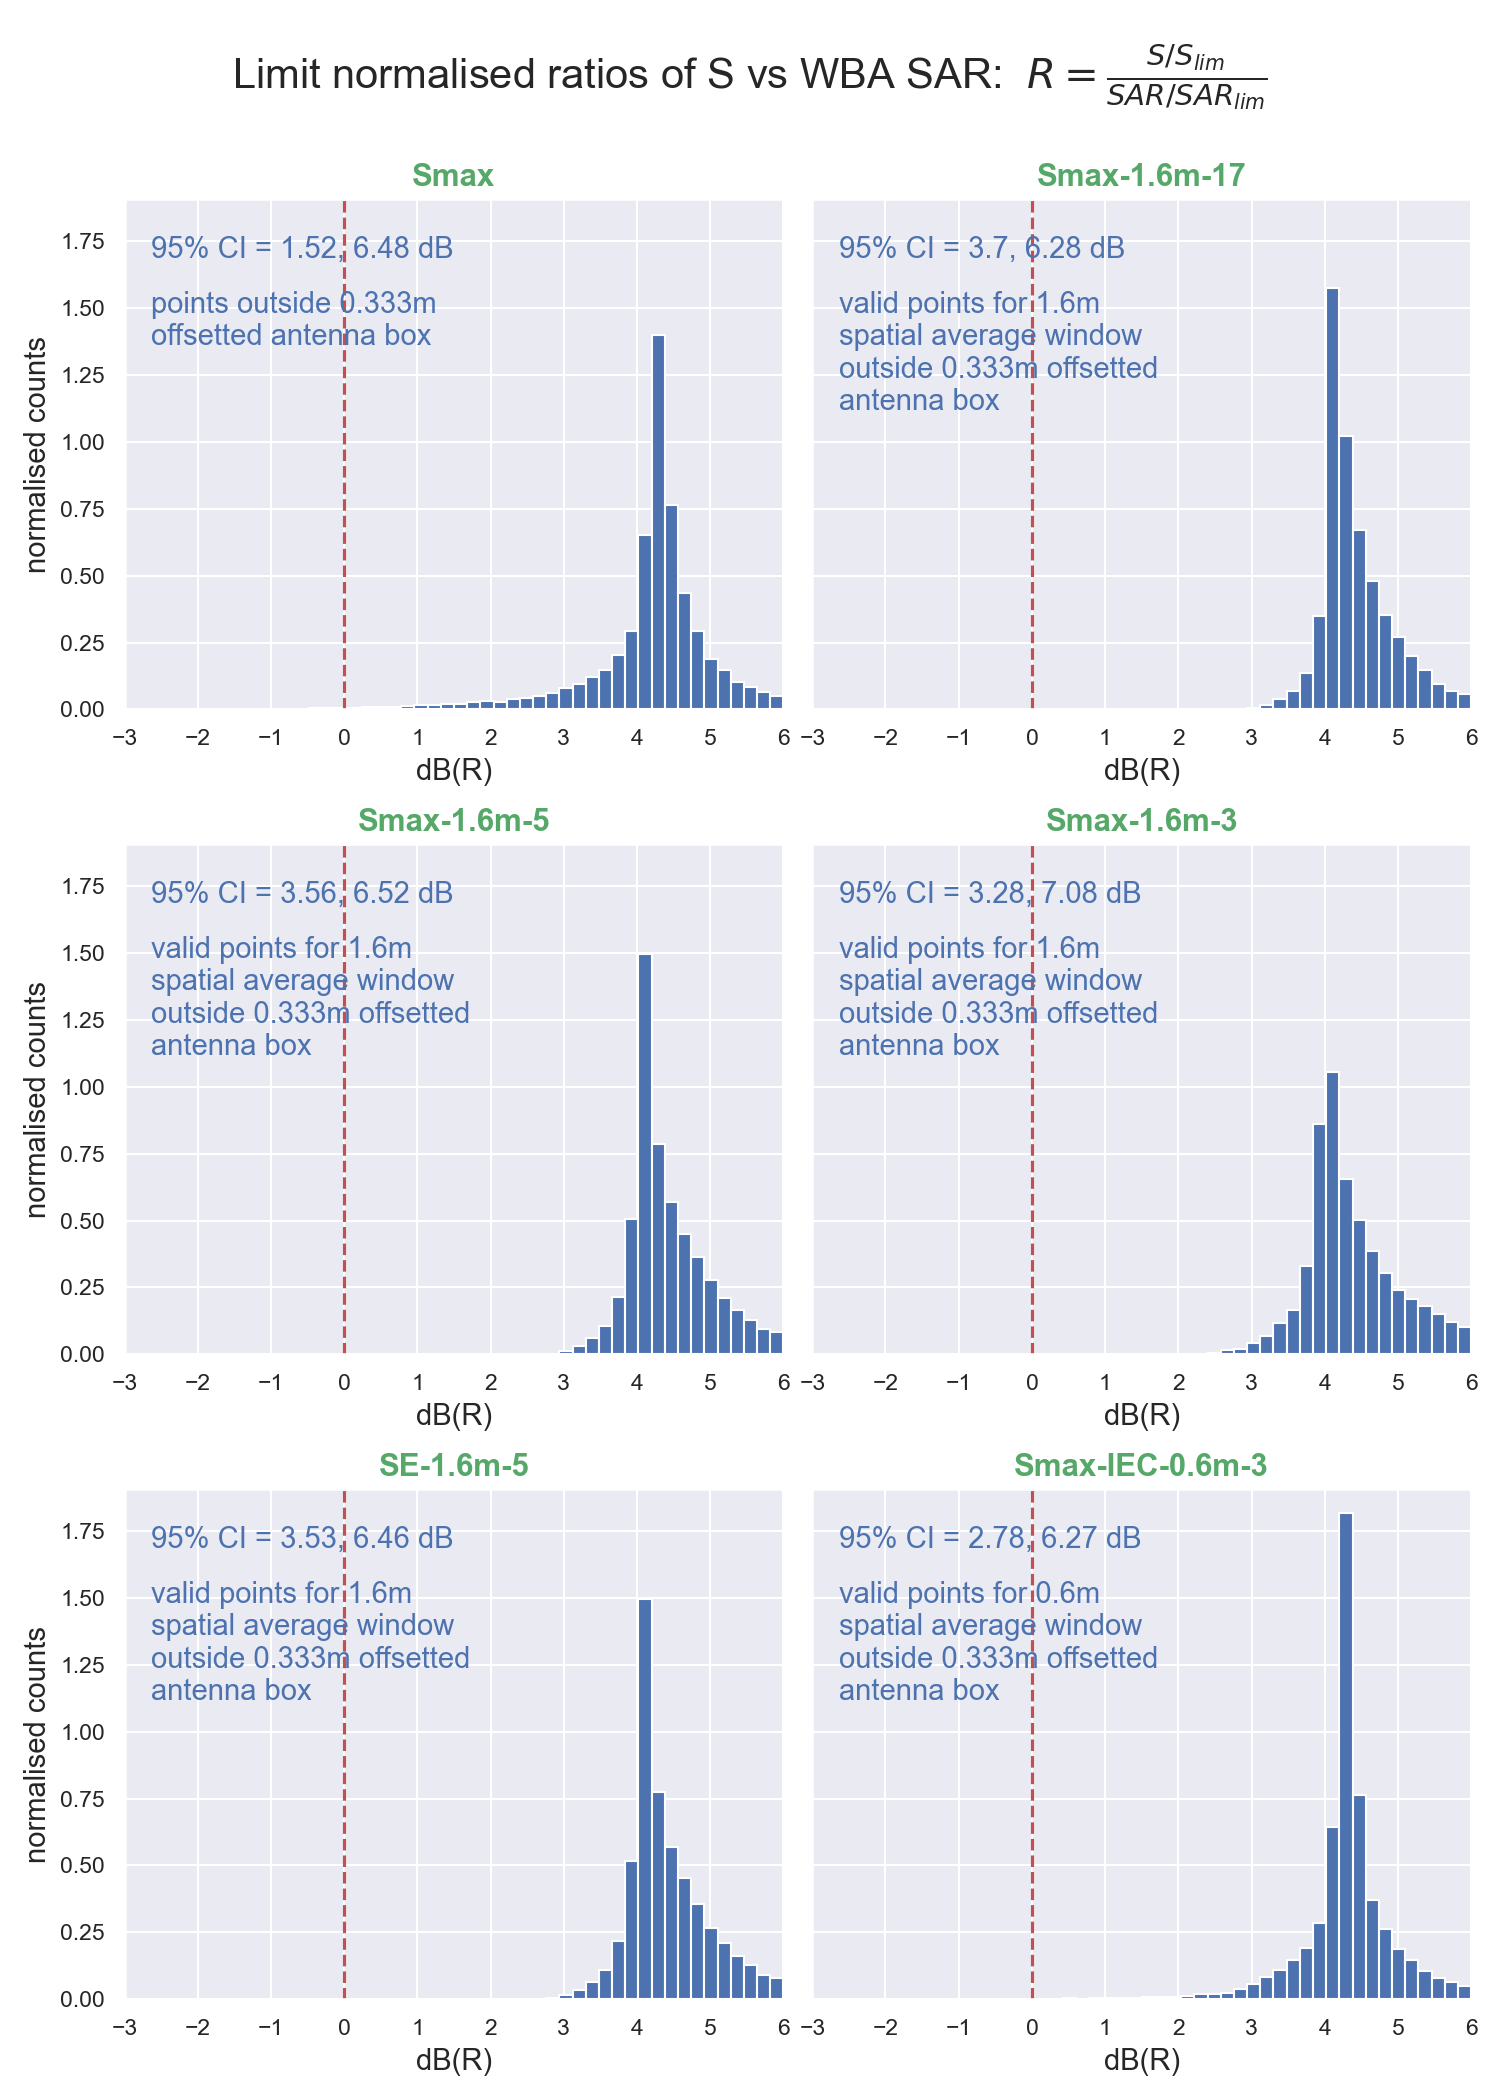 Limit normalised ratios of S vs WBA SAR: R = \frac{S/S_{lim}}{SAR/SAR_{lim}}
Smax
95% CI = 1.52, 6.48 dB
points outside 0.333m
offsetted antenna box
normalised counts
1.75
1.50
1.25
1.00
0.75
0.50
0.25
0.00
−3 −2 −1 0 1 2 3 4 5 6
dB(R)
Smax-1.6m-17
95% CI = 3.7, 6.28 dB
valid points for 1.6m
spatial average window
outside 0.333m offsetted
antenna box
−3 −2 −1 0 1 2 3 4 5 6
dB(R)
Smax-1.6m-5
95% CI = 3.56, 6.52 dB
valid points for 1.6m
spatial average window
outside 0.333m offsetted
antenna box
normalised counts
1.75
1.50
1.25
1.00
0.75
0.50
0.25
0.00
−3 −2 −1 0 1 2 3 4 5 6
dB(R)
Smax-1.6m-3
95% CI = 3.28, 7.08 dB
valid points for 1.6m
spatial average window
outside 0.333m offsetted
antenna box
−3 −2 −1 0 1 2 3 4 5 6
dB(R)
SE-1.6m-5
95% CI = 3.53, 6.46 dB
valid points for 1.6m
spatial average window
outside 0.333m offsetted
antenna box
normalised counts
1.75
1.50
1.25
1.00
0.75
0.50
0.25
0.00
−3 −2 −1 0 1 2 3 4 5 6
dB(R)
Smax-IEC-0.6m-3
95% CI = 2.78, 6.27 dB
valid points for 0.6m
spatial average window
outside 0.333m offsetted
antenna box
−3 −2 −1 0 1 2 3 4 5 6
dB(R)